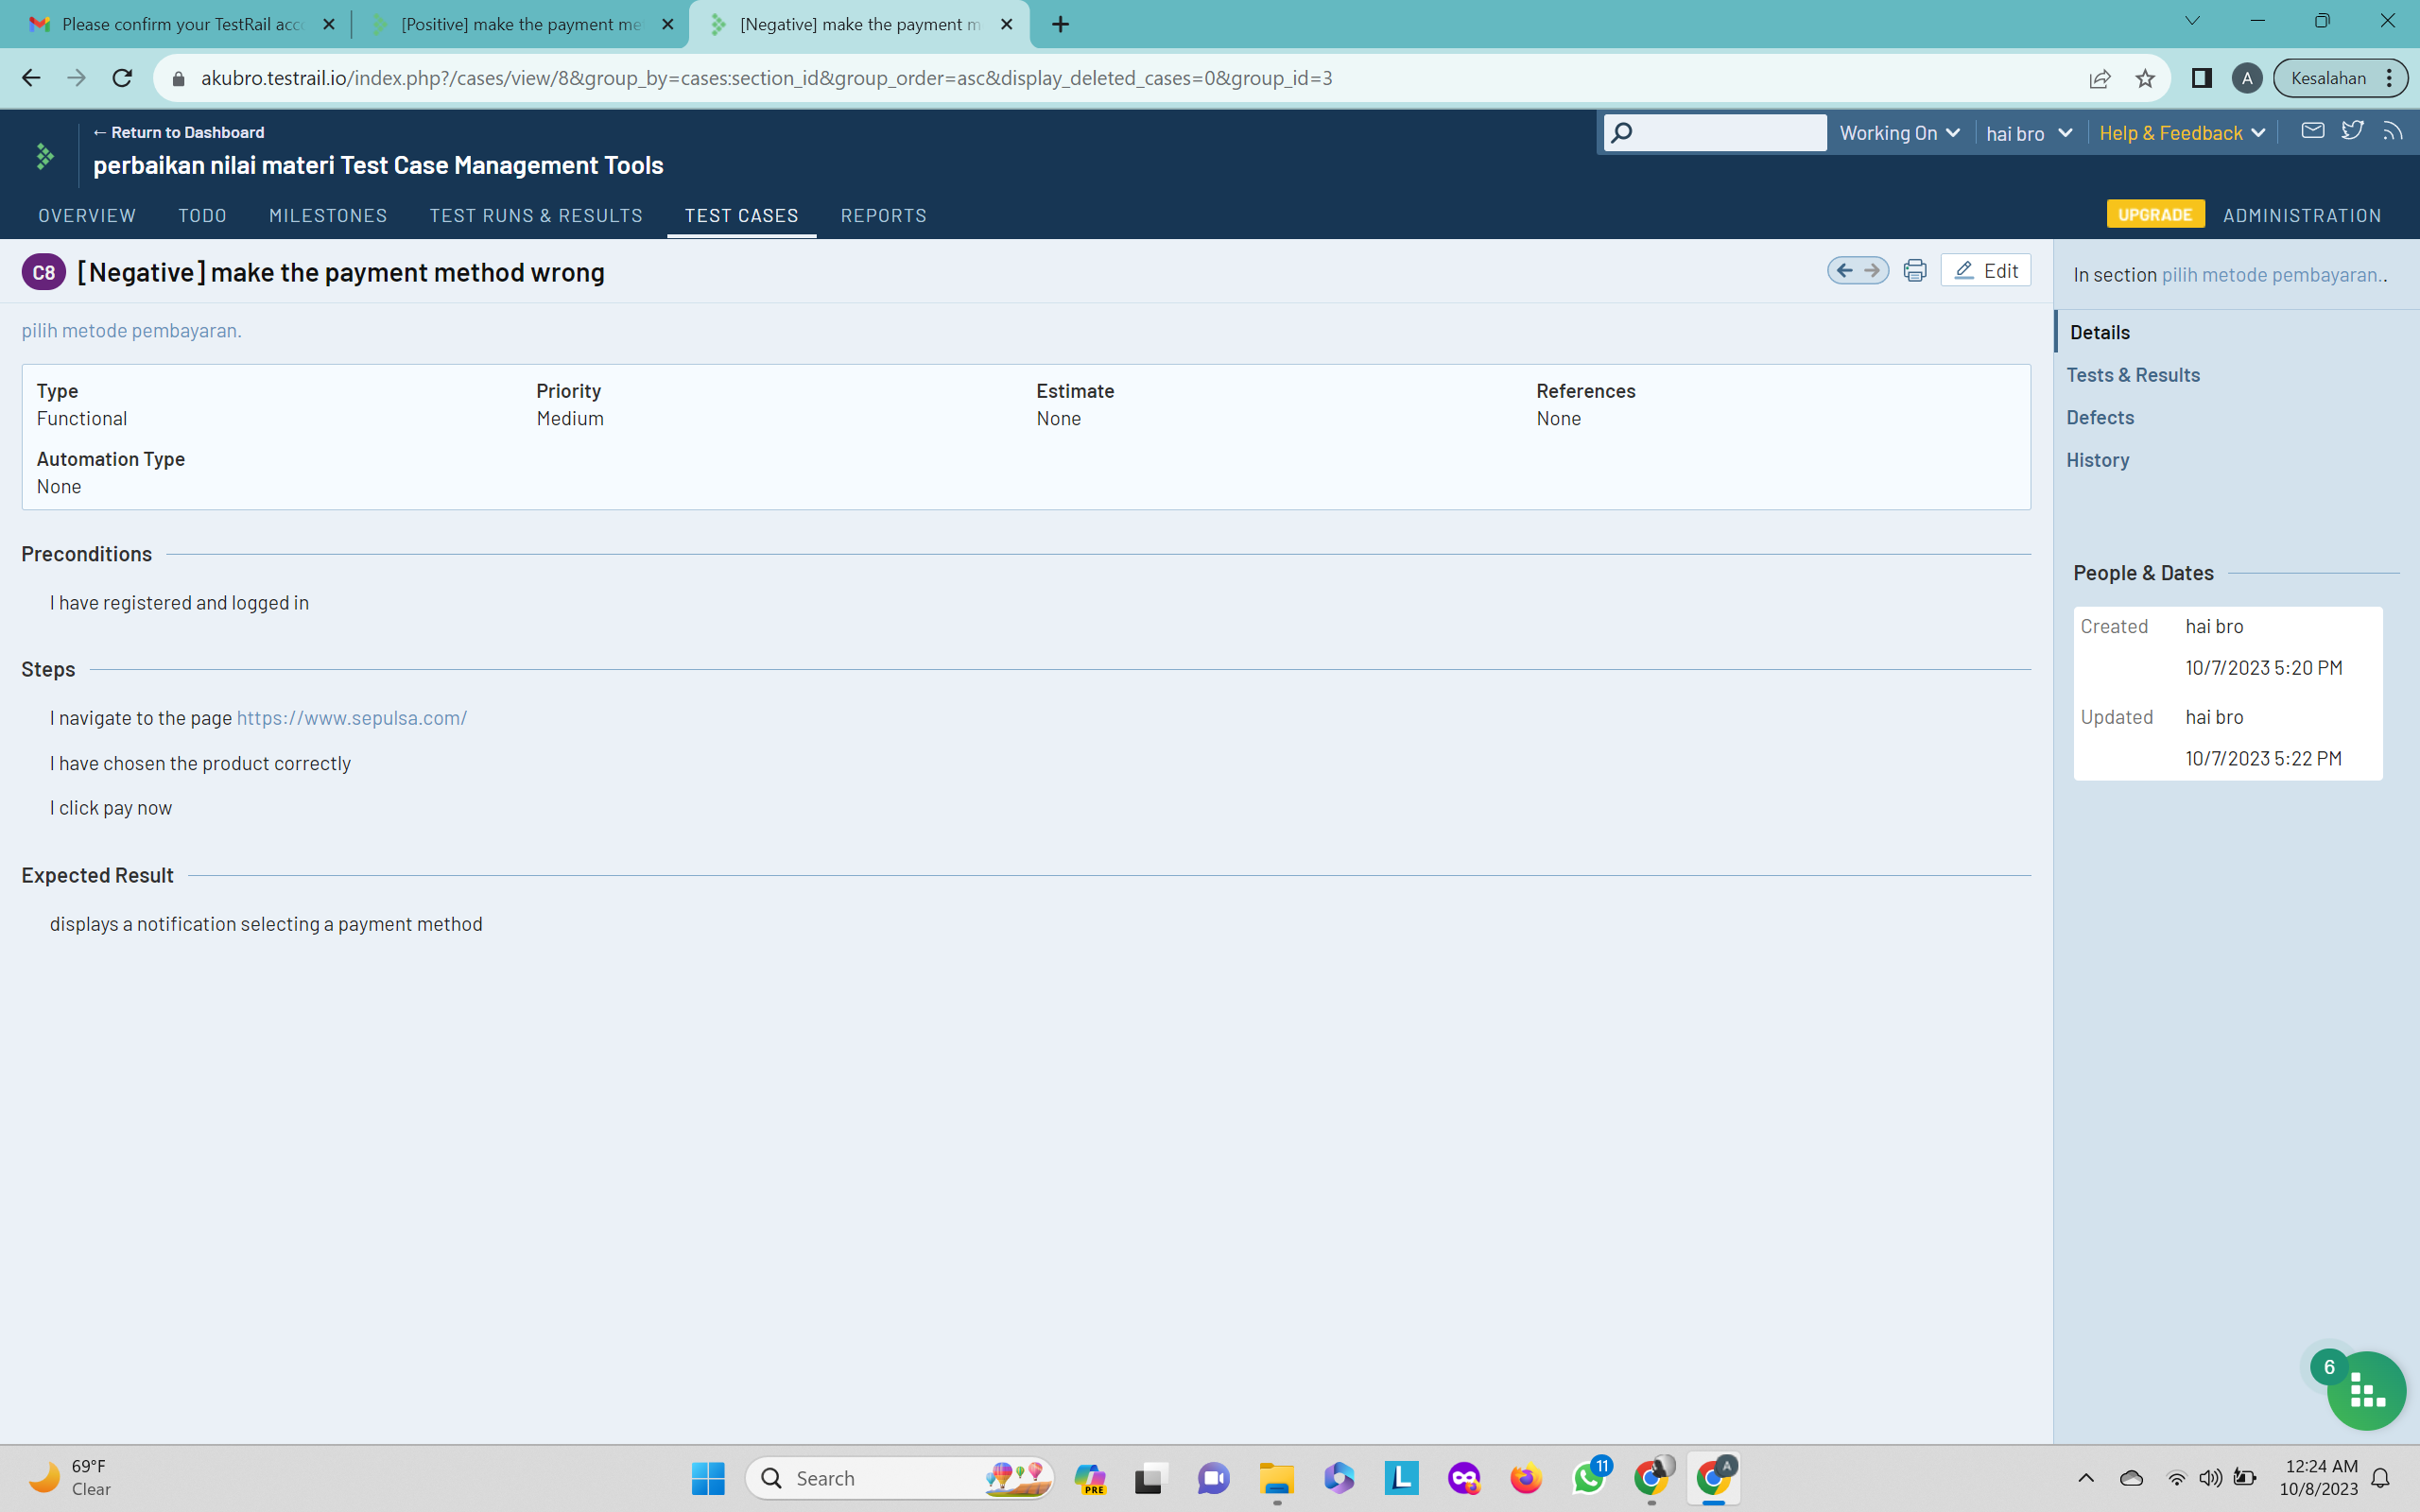 Please confirm your TestRail acc
[Positive] make the payment me
[Negative] make the payment m
akubro.testrail.io/index.php?/cases/view/8&group_by=cases:section_id&group_order=asc&display_deleted_cases=0&group_id=3
A
Kesalahan
← Return to Dashboard
perbaikan nilai materi Test Case Management Tools
Working On
hai bro
Help & Feedback
OVERVIEW
TODO
MILESTONES
TEST RUNS & RESULTS
TEST CASES
REPORTS
UPGRADE
ADMINISTRATION
C8 [Negative] make the payment method wrong
Edit
In section pilih metode pembayaran..
pilih metode pembayaran.
Type
Functional
Priority
Medium
Estimate
None
References
None
Automation Type
None
Details
Tests & Results
Defects
History
Preconditions
I have registered and logged in
Steps
I navigate to the page https://www.sepulsa.com/
I have chosen the product correctly
I click pay now
Expected Result
displays a notification selecting a payment method
People & Dates
Created hai bro
10/7/2023 5:20 PM
Updated hai bro
10/7/2023 5:22 PM
6
69°F
Clear
Search
PRE
L
11
A
12:24 AM
10/8/2023